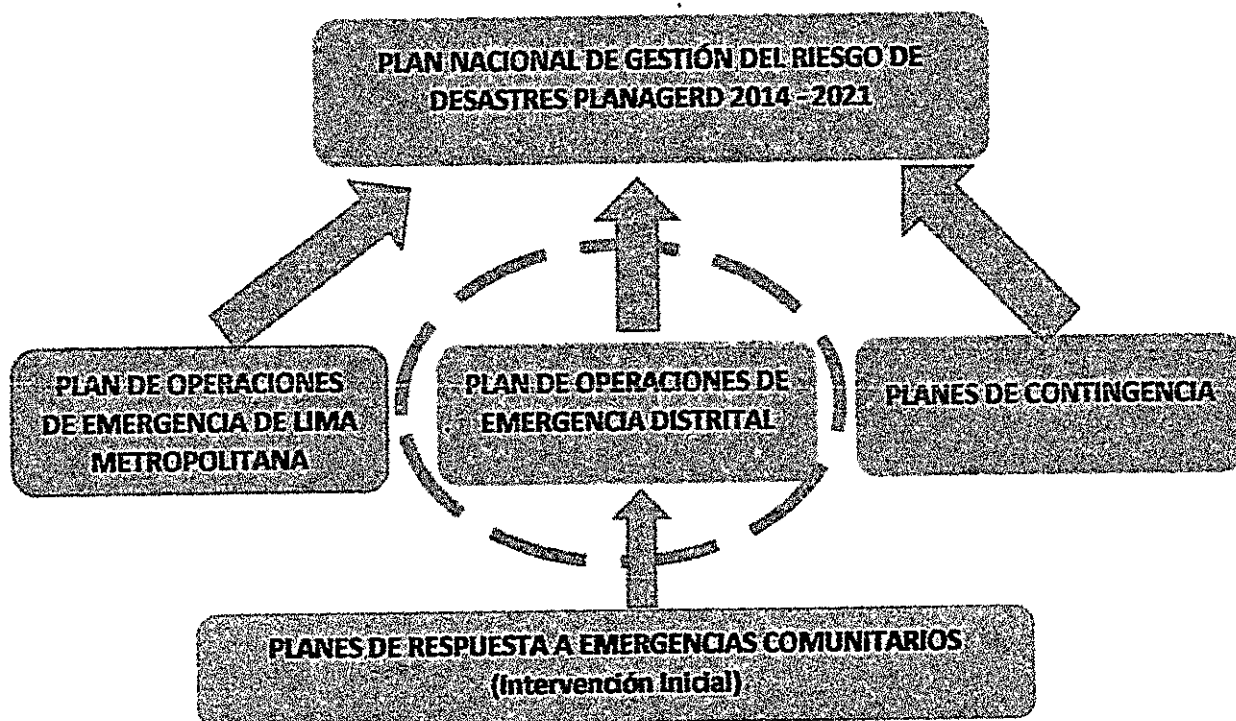 PLAN NACIONAL DE GESTIÓN DEL RIESGO DE
DESASTRES PLANAGERD 2014 - 2021
PLAN DE OPERACIONES
DE EMERGENCIA DE LIMA
METROPOLITANA
PLAN DE OPERACIONES DE
EMERGENCIA DISTRITAL
PLANES DE CONTINGENCIA
PLANES DE RESPUESTA A EMERGENCIAS COMUNITARIOS
(Intervención Inicial)